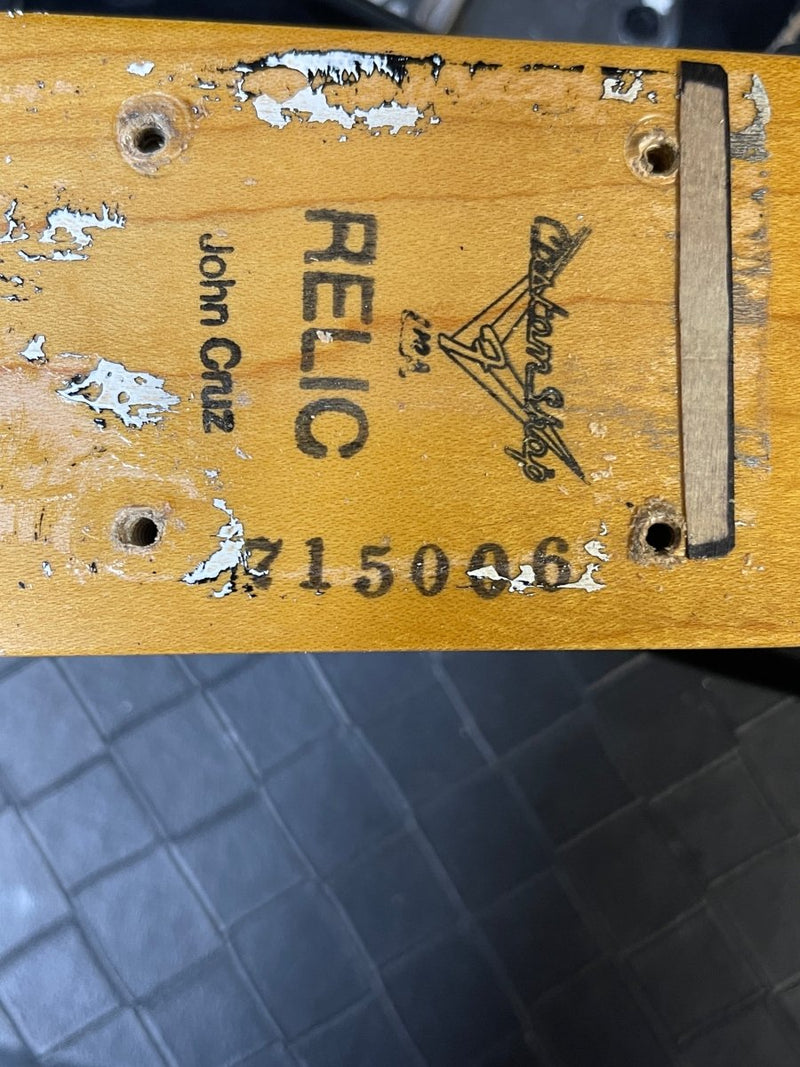 Custom Shop
RELIC
John Cruz
715006